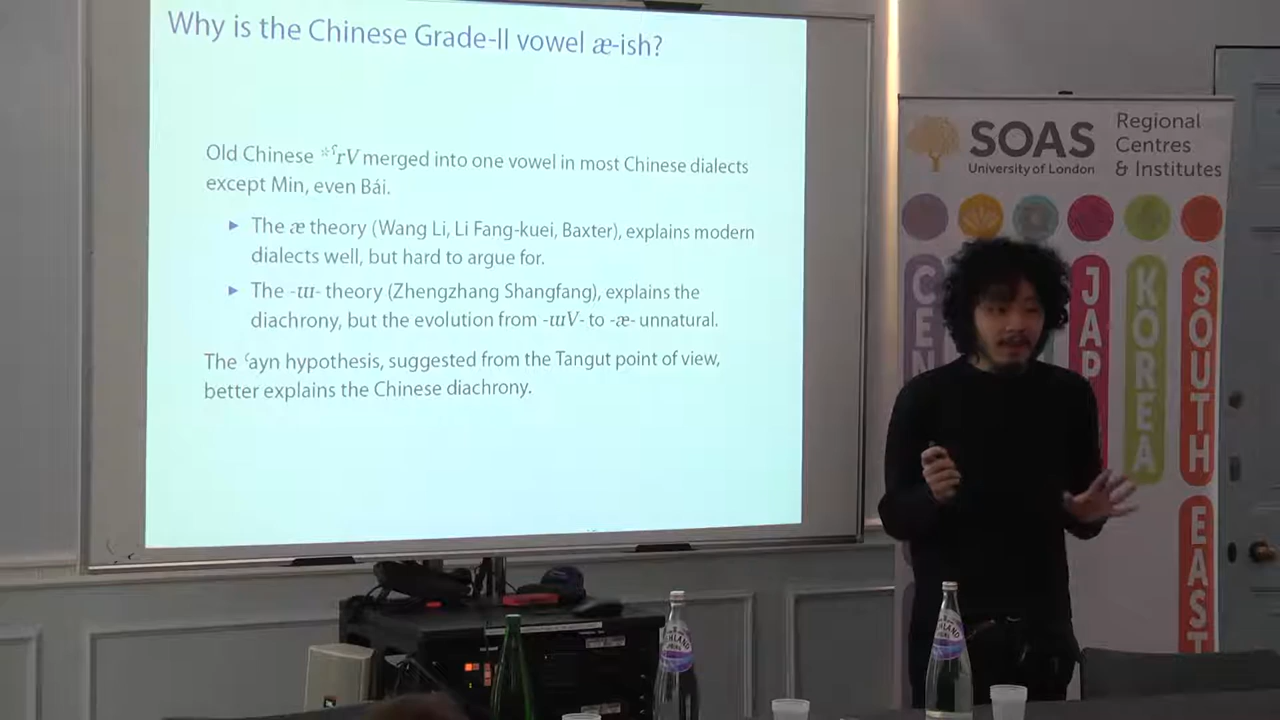 Why is the Chinese Grade-II vowel æ-ish?
Old Chinese *ˤrV merged into one vowel in most Chinese dialects
except Min, even Bái.
▶ The æ theory (Wang Li, Li Fang-kuei, Baxter), explains modern
dialects well, but hard to argue for.
▶ The -ɯ- theory (Zhengzhang Shangfang), explains the
diachrony, but the evolution from -ɯV- to -æ- unnatural.
The ʿayn hypothesis, suggested from the Tangut point of view,
better explains the Chinese diachrony.
SOAS
University of London
Regional
Centres
& Institutes
CEN
JAP
KOREA
SOUTH
EAST